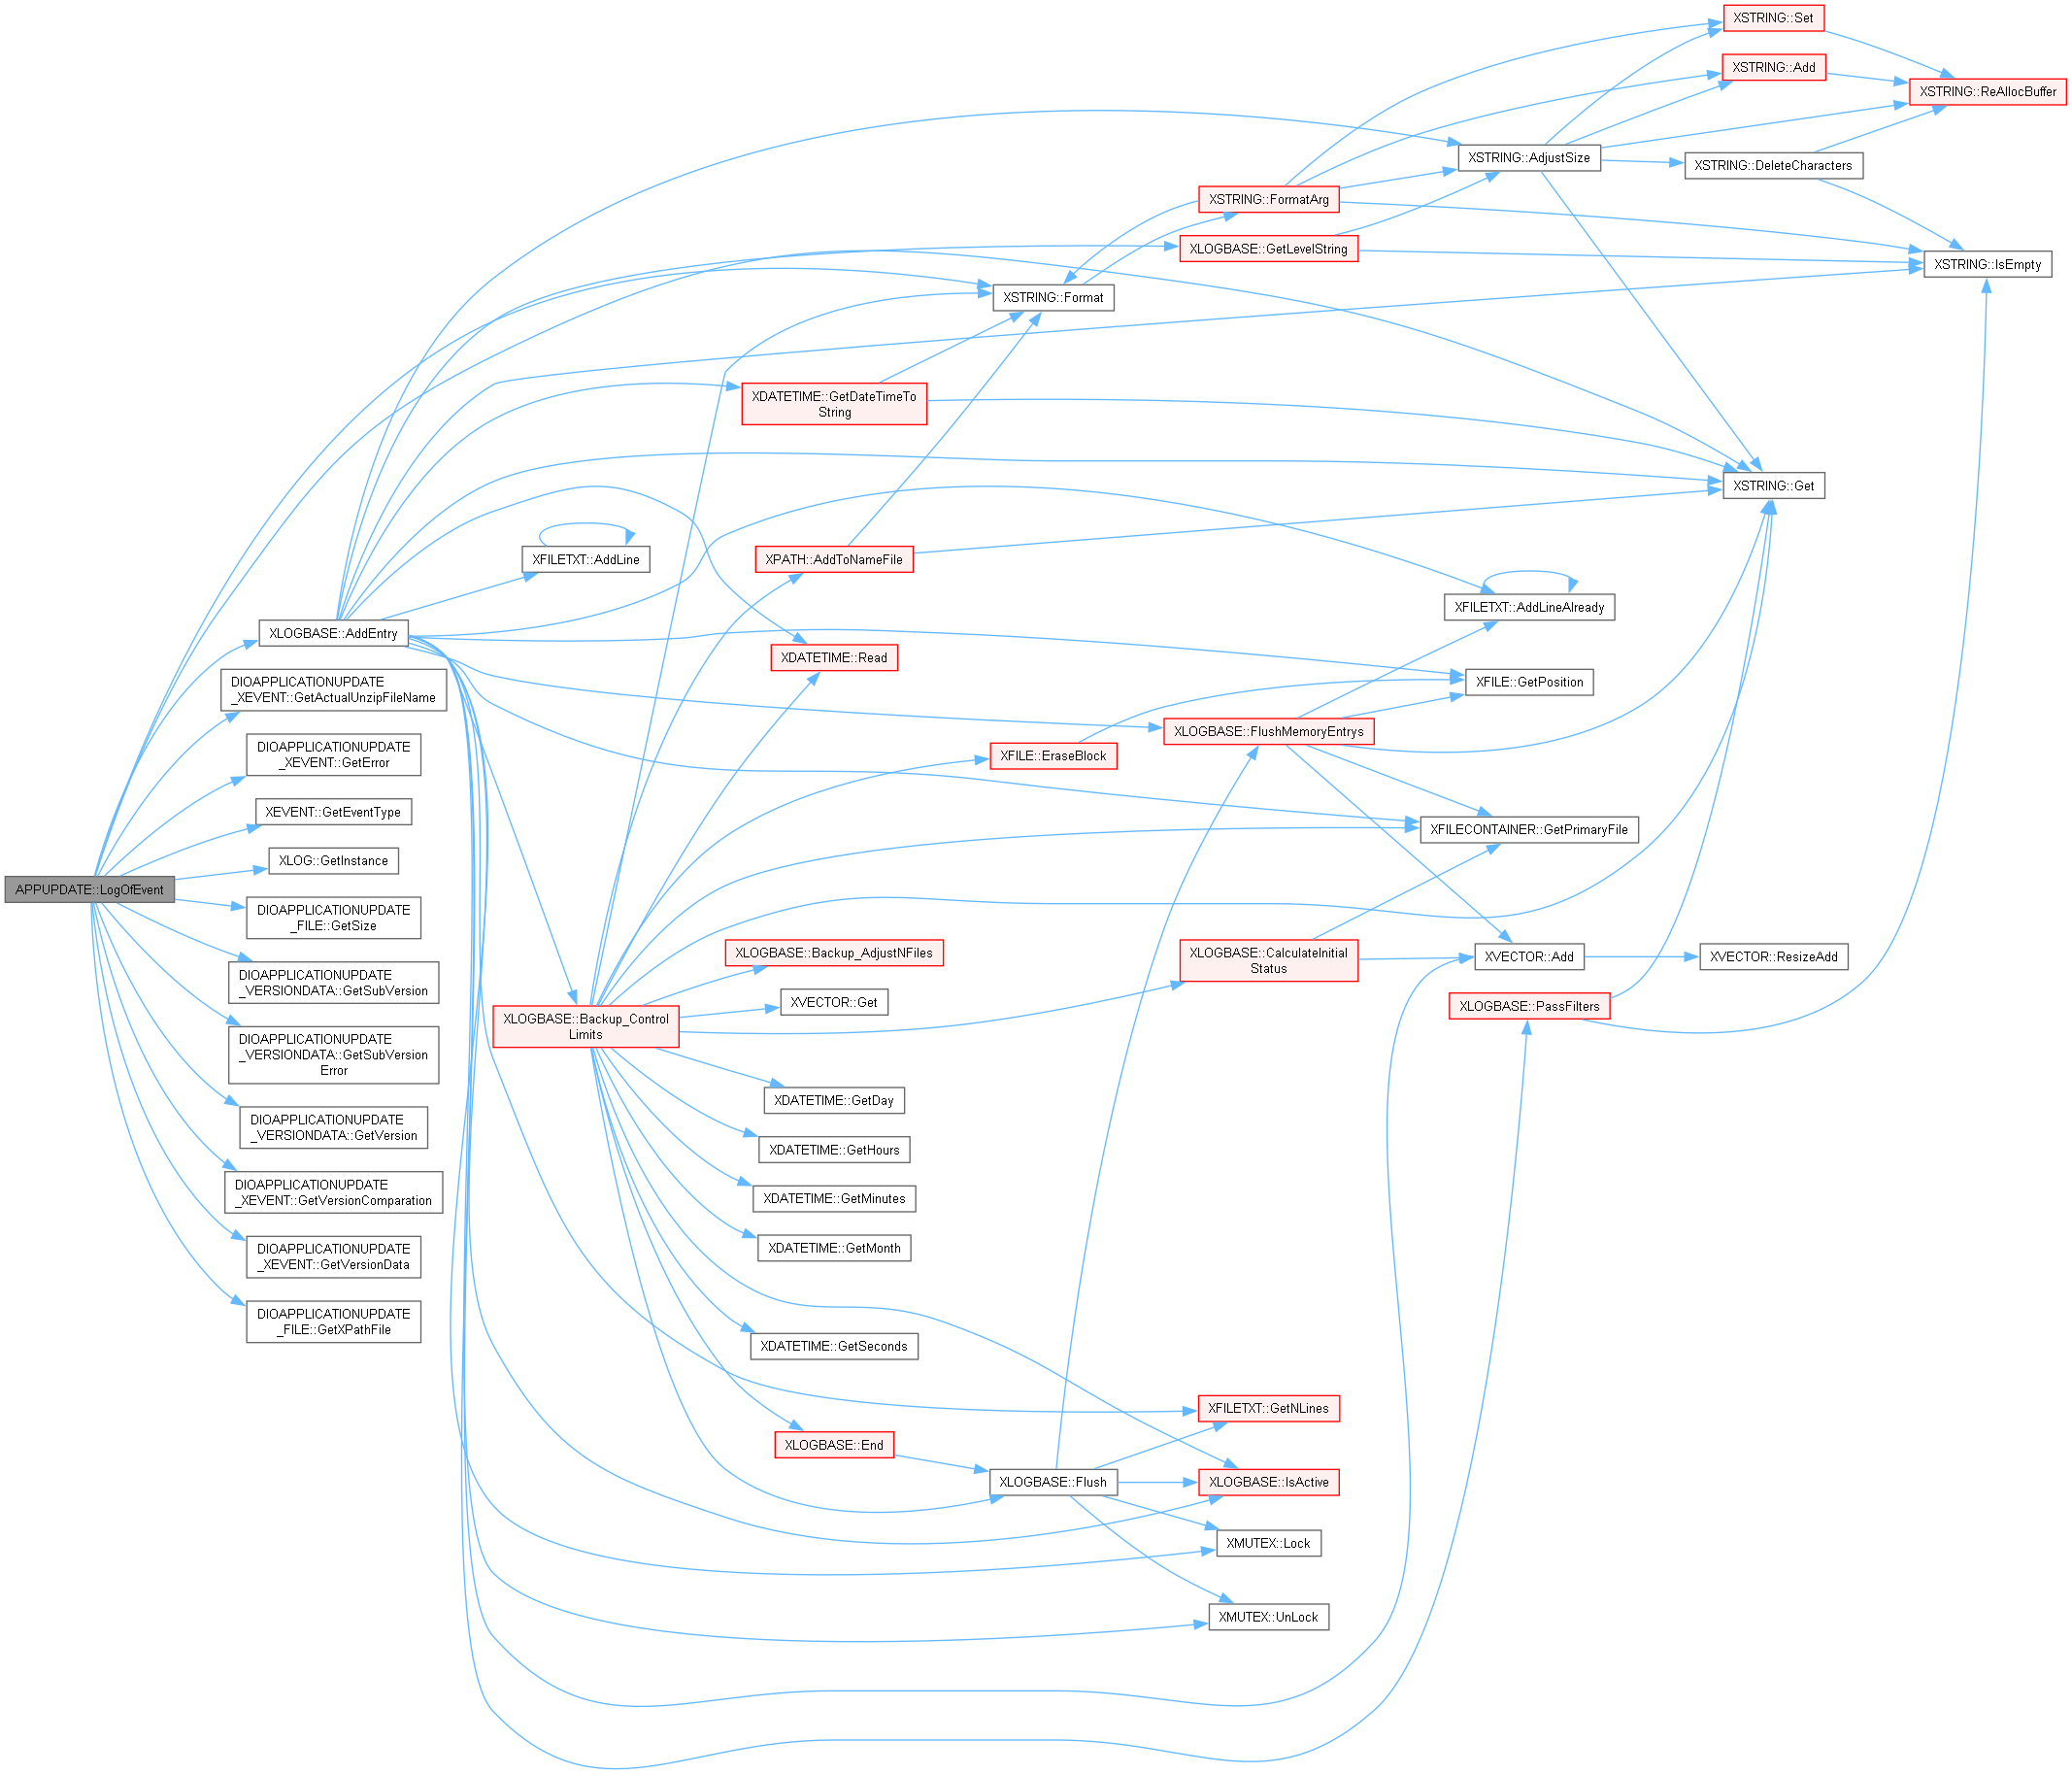 APPUPDATE::LogOfEvent
XLOGBASE::AddEntry
DIOAPPLICATIONUPDATE
_XEVENT::GetActualUnzipFileName
DIOAPPLICATIONUPDATE
_XEVENT::GetError
XEVENT::GetEventType
XLOG::GetInstance
DIOAPPLICATIONUPDATE
_FILE::GetSize
DIOAPPLICATIONUPDATE
_VERSIONDATA::GetSubVersion
DIOAPPLICATIONUPDATE
_VERSIONDATA::GetSubVersion
Error
DIOAPPLICATIONUPDATE
_VERSIONDATA::GetVersion
DIOAPPLICATIONUPDATE
_XEVENT::GetVersionComparation
DIOAPPLICATIONUPDATE
_XEVENT::GetVersionData
DIOAPPLICATIONUPDATE
_FILE::GetXPathFile
XFILETXT::AddLine
XLOGBASE::Backup_Control
Limits
XDATETIME::GetDateTimeTo
String
XPATH::AddToNameFile
XDATETIME::Read
XLOGBASE::Backup_AdjustNFiles
XVECTOR::Get
XDATETIME::GetDay
XDATETIME::GetHours
XDATETIME::GetMinutes
XDATETIME::GetMonth
XDATETIME::GetSeconds
XLOGBASE::End
XSTRING::Format
XFILE::EraseBlock
XLOGBASE::Flush
XSTRING::FormatArg
XLOGBASE::GetLevelString
XLOGBASE::FlushMemoryEntrys
XLOGBASE::CalculateInitial
Status
XFILETXT::GetNLines
XLOGBASE::IsActive
XMUTEX::Lock
XMUTEX::UnLock
XSTRING::AdjustSize
XFILETXT::AddLineAlready
XFILE::GetPosition
XFILECONTAINER::GetPrimaryFile
XVECTOR::Add
XLOGBASE::PassFilters
XSTRING::Set
XSTRING::Add
XSTRING::DeleteCharacters
XSTRING::Get
XVECTOR::ResizeAdd
XSTRING::ReAllocBuffer
XSTRING::IsEmpty